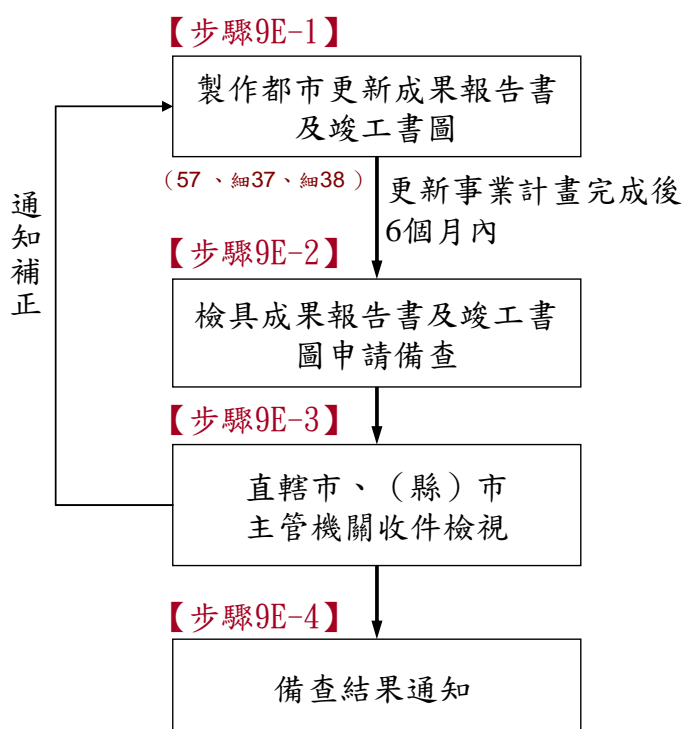 【步驟9E-1】
製作都市更新成果報告書
及竣工書圖
（57 、細37、細38 ）
更新事業計畫完成後
6個月內
通知補正
【步驟9E-2】
檢具成果報告書及竣工書
圖申請備查
【步驟9E-3】
直轄市、（縣）市
主管機關收件檢視
【步驟9E-4】
備查結果通知